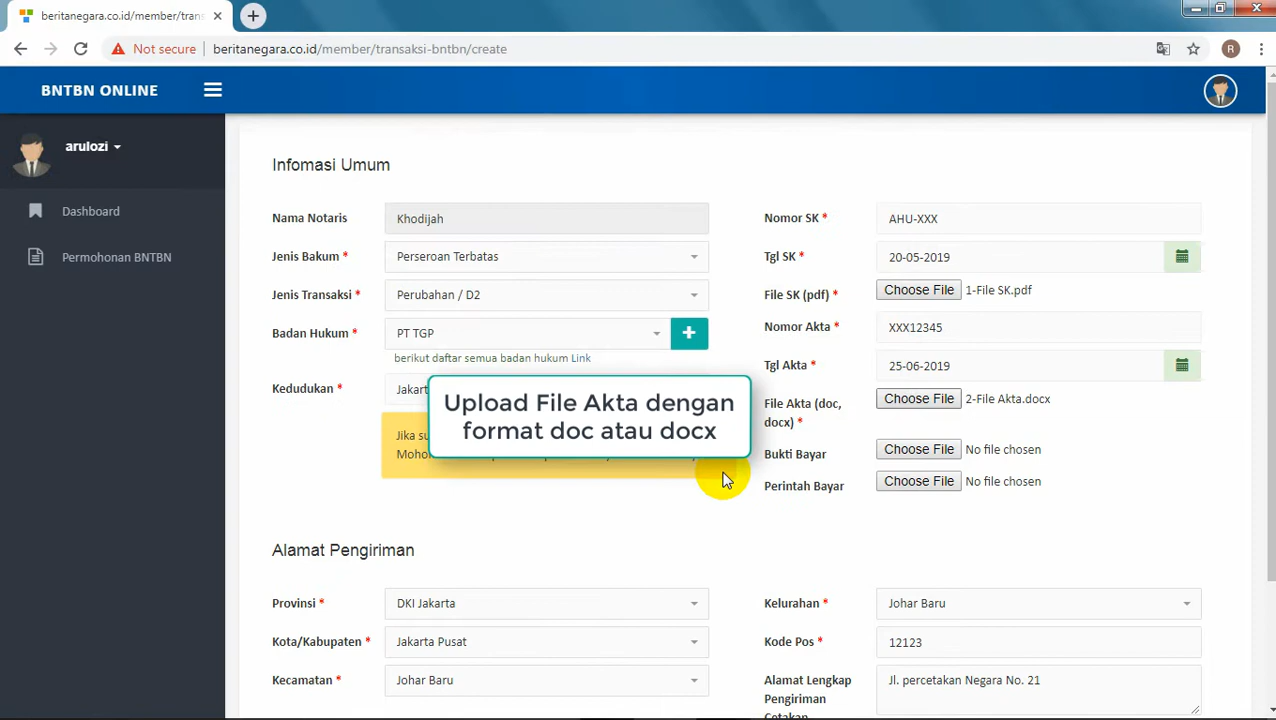 beritanegara.co.id/member/trans
Not secure
beritanegara.co.id/member/transaksi-bntbn/create
R
BNTBN ONLINE
arulozi
Dashboard
Permohonan BNTBN
Infomasi Umum
Nama Notaris
Khodijah
Jenis Bakum *
Perseroan Terbatas
Jenis Transaksi *
Perubahan / D2
Badan Hukum *
PT TGP
berikut daftar semua badan hukum Link
Kedudukan *
Jakart
Jika su
Mohon
Upload File Akta dengan
format doc atau docx
Nomor SK *
AHU-XXX
Tgl SK *
20-05-2019
File SK (pdf) *
Choose File 1-File SK.pdf
Nomor Akta *
XXX12345
Tgl Akta *
25-06-2019
File Akta (doc,
docx) *
Choose File 2-File Akta.docx
Bukti Bayar
Choose File No file chosen
Perintah Bayar
Choose File No file chosen
Alamat Pengiriman
Provinsi *
DKI Jakarta
Kota/Kabupaten *
Jakarta Pusat
Kecamatan *
Johar Baru
Kelurahan *
Johar Baru
Kode Pos *
12123
Alamat Lengkap
Pengiriman
Cetakan
Jl. percetakan Negara No. 21